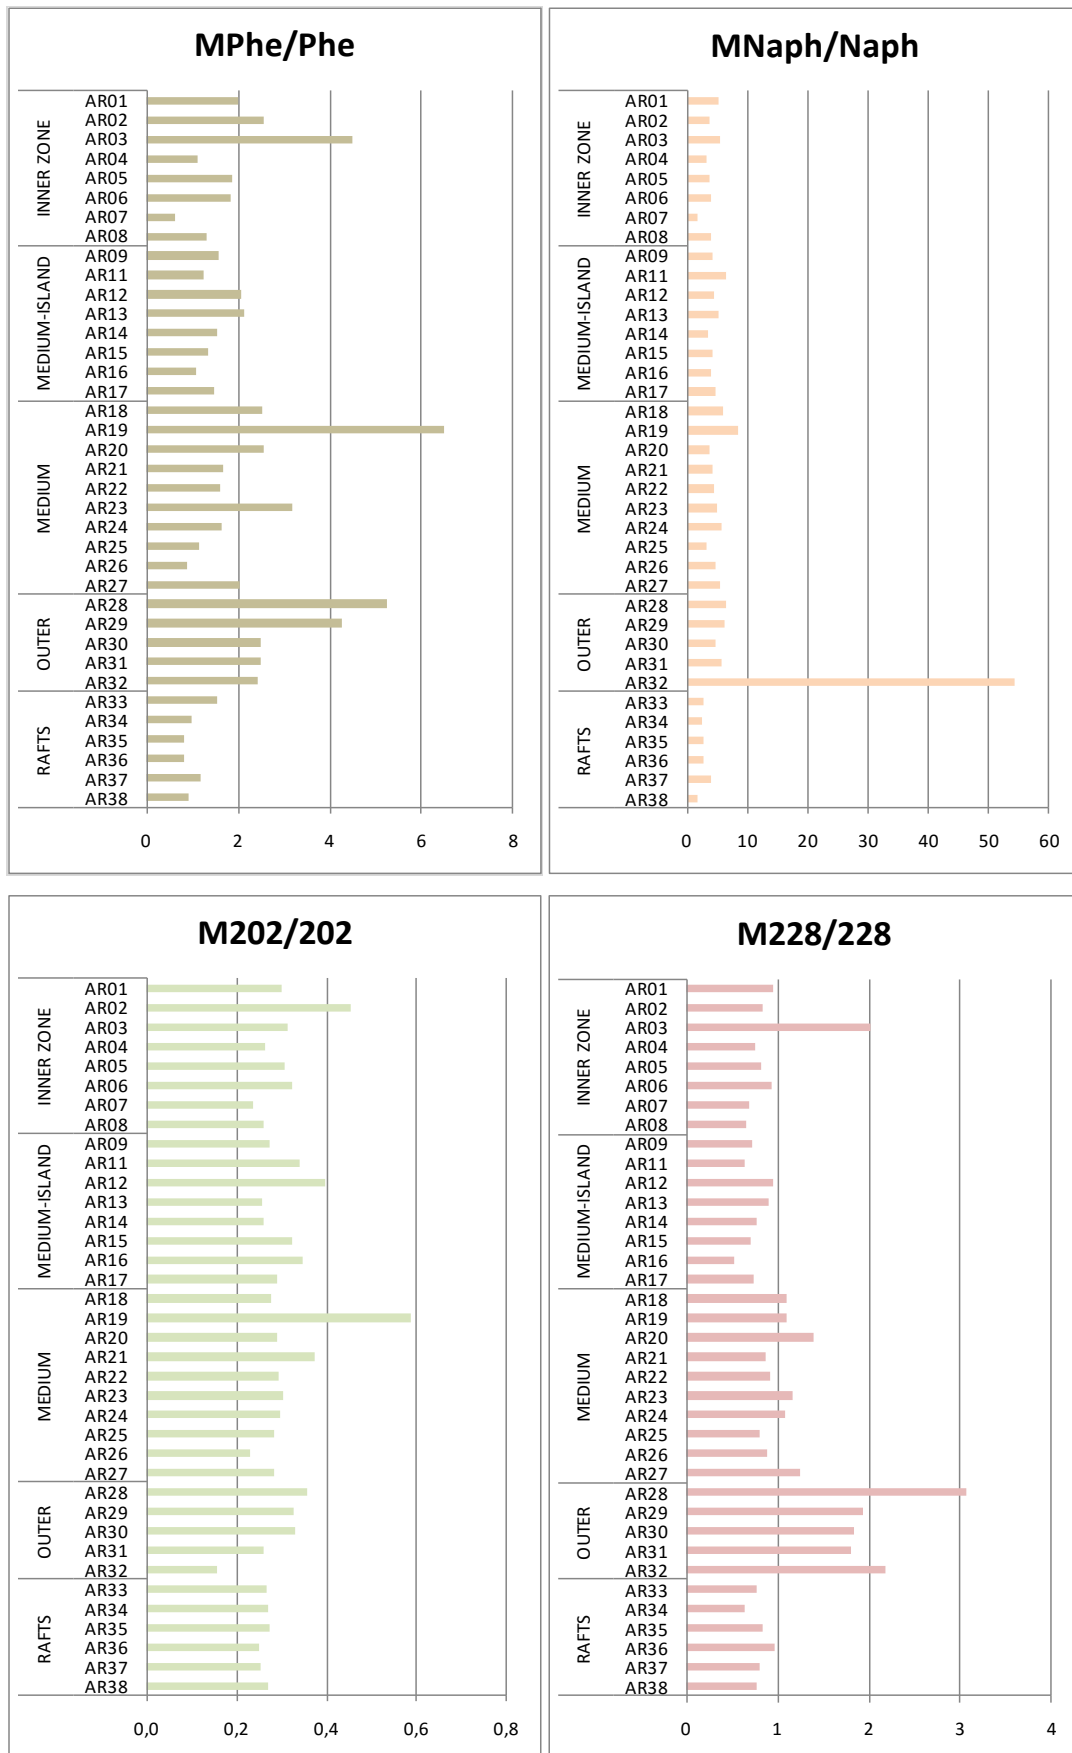 MPhe/Phe
INNER ZONE
AR01
AR02
AR03
AR04
AR05
AR06
AR07
AR08
MEDIUM-ISLAND
AR09
AR11
AR12
AR13
AR14
AR15
AR16
AR17
MEDIUM
AR18
AR19
AR20
AR21
AR22
AR23
AR24
AR25
AR26
AR27
OUTER
AR28
AR29
AR30
AR31
AR32
RAFTS
AR33
AR34
AR35
AR36
AR37
AR38
0 2 4 6 8
MNaph/Naph
INNER ZONE
AR01
AR02
AR03
AR04
AR05
AR06
AR07
AR08
MEDIUM-ISLAND
AR09
AR11
AR12
AR13
AR14
AR15
AR16
AR17
MEDIUM
AR18
AR19
AR20
AR21
AR22
AR23
AR24
AR25
AR26
AR27
OUTER
AR28
AR29
AR30
AR31
AR32
RAFTS
AR33
AR34
AR35
AR36
AR37
AR38
0 10 20 30 40 50 60
M202/202
INNER ZONE
AR01
AR02
AR03
AR04
AR05
AR06
AR07
AR08
MEDIUM-ISLAND
AR09
AR11
AR12
AR13
AR14
AR15
AR16
AR17
MEDIUM
AR18
AR19
AR20
AR21
AR22
AR23
AR24
AR25
AR26
AR27
OUTER
AR28
AR29
AR30
AR31
AR32
RAFTS
AR33
AR34
AR35
AR36
AR37
AR38
0,0 0,2 0,4 0,6 0,8
M228/228
INNER ZONE
AR01
AR02
AR03
AR04
AR05
AR06
AR07
AR08
MEDIUM-ISLAND
AR09
AR11
AR12
AR13
AR14
AR15
AR16
AR17
MEDIUM
AR18
AR19
AR20
AR21
AR22
AR23
AR24
AR25
AR26
AR27
OUTER
AR28
AR29
AR30
AR31
AR32
RAFTS
AR33
AR34
AR35
AR36
AR37
AR38
0 1 2 3 4